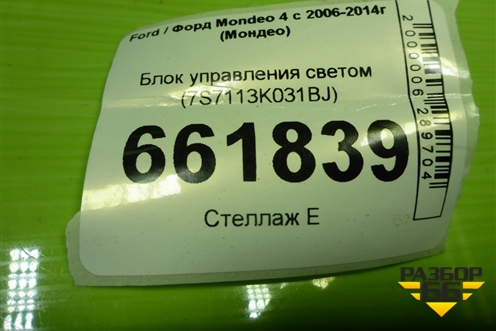 Ford / Форд Mondeo 4 с 2006-2014г
(Мондео)
Блок управления светом
(7S7113K031BJ)
661839
Стеллаж Е
2000006289704
РАЗБОР
66